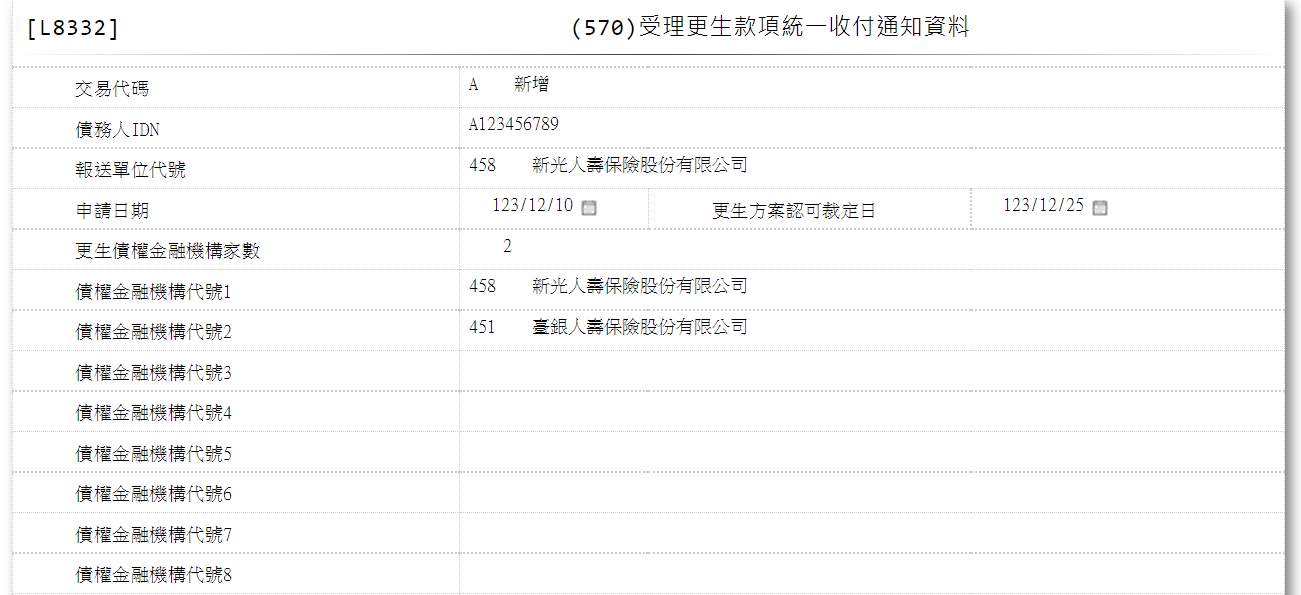 [L8332] (570)受理更生款項統一收付通知資料
交易代碼 A 新增
債務人IDN A123456789
報送單位代號 458 新光人壽保險股份有限公司
申請日期 123/12/10 更生方案認可裁定日 123/12/25
更生債權金融機構家數 2
債權金融機構代號1 458 新光人壽保險股份有限公司
債權金融機構代號2 451 臺銀人壽保險股份有限公司
債權金融機構代號3
債權金融機構代號4
債權金融機構代號5
債權金融機構代號6
債權金融機構代號7
債權金融機構代號8